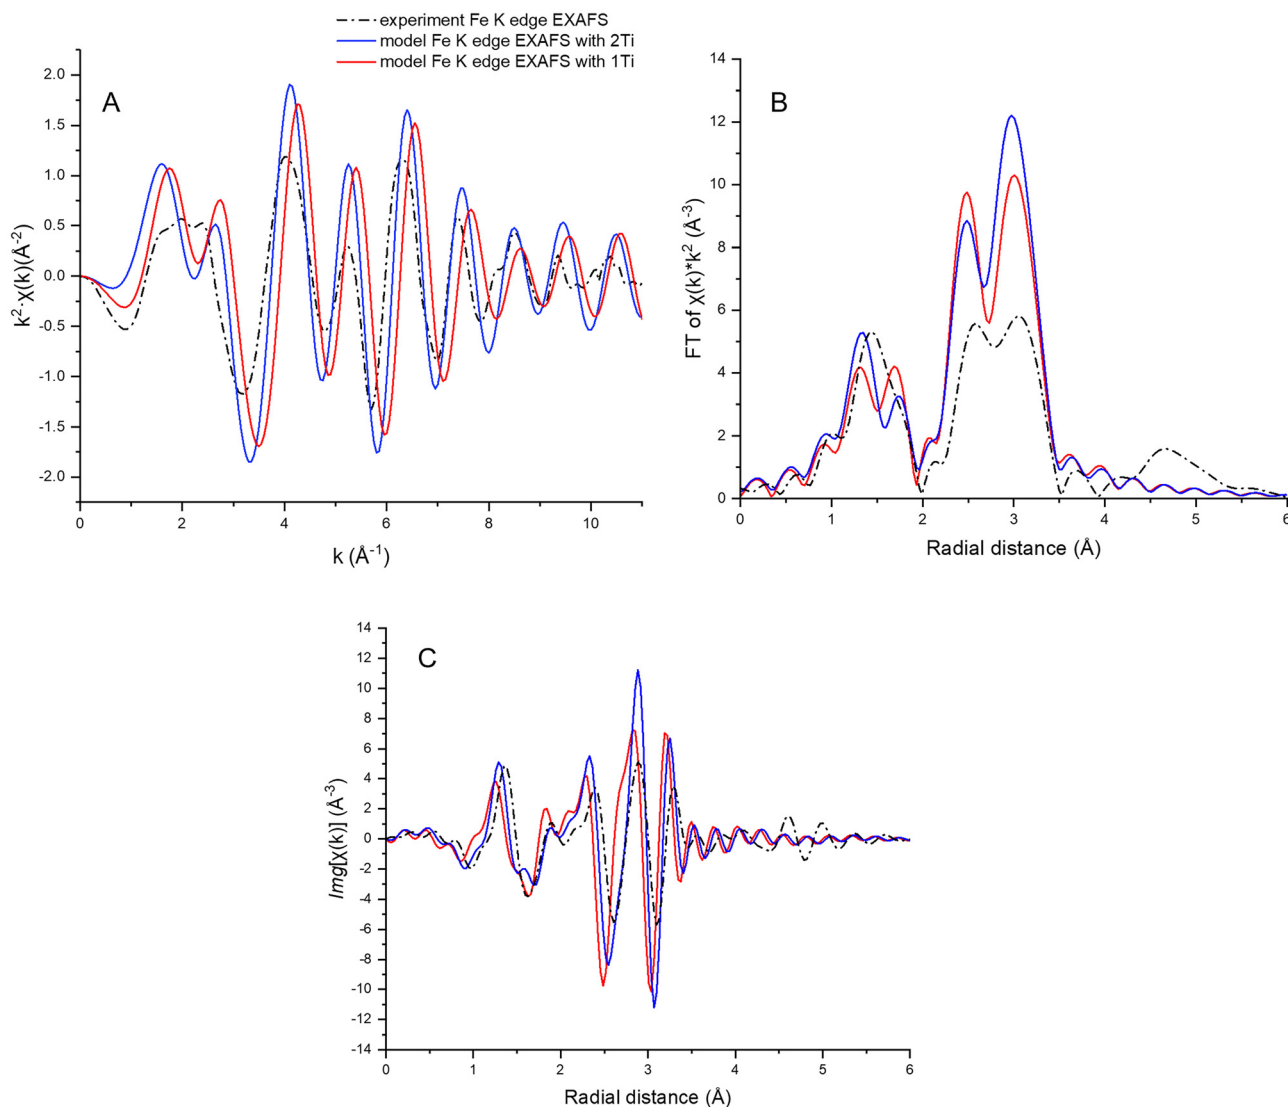 experiment Fe K edge EXAFS
model Fe K edge EXAFS with 2Ti
model Fe K edge EXAFS with 1Ti
A
2.0
1.5
1.0
0.5
0.0
-0.5
-1.0
-1.5
-2.0
k²·χ(k)(Å⁻²)
0 2 4 6 8 10
k (Å⁻¹)
B
14
12
10
8
6
4
2
0
FT of χ(k)*k² (Å⁻³)
0 1 2 3 4 5 6
Radial distance (Å)
C
14
12
10
8
6
4
2
0
-2
-4
-6
-8
-10
-12
-14
Img[χ(k)] (Å⁻³)
0 1 2 3 4 5 6
Radial distance (Å)